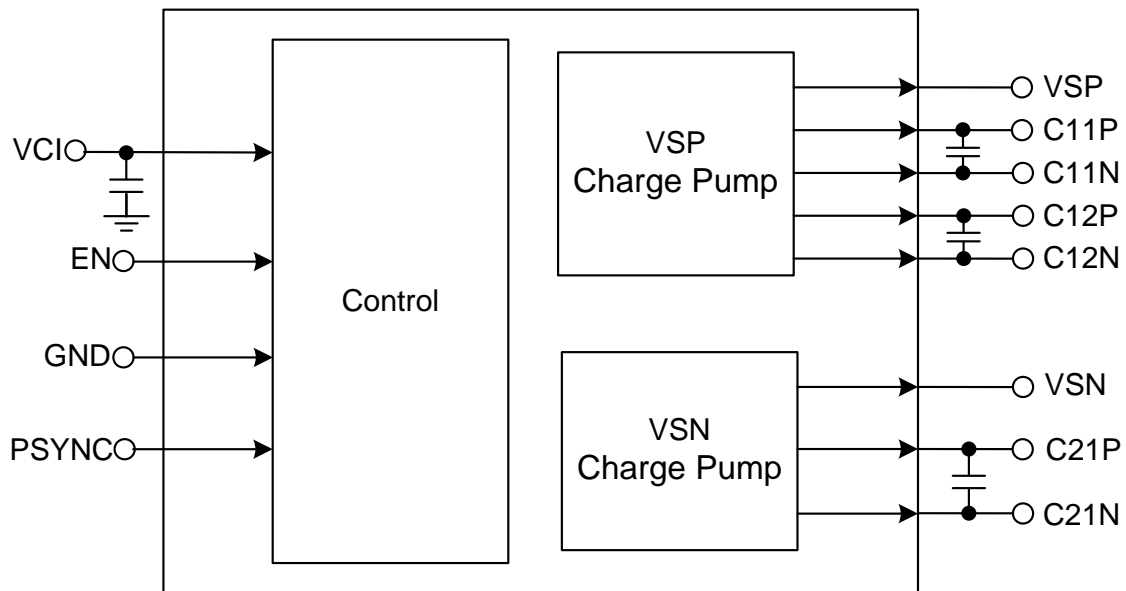 VCI
EN
GND
PSYNC
Control
VSP
Charge Pump
VSN
Charge Pump
VSP
C11P
C11N
C12P
C12N
VSN
C21P
C21N